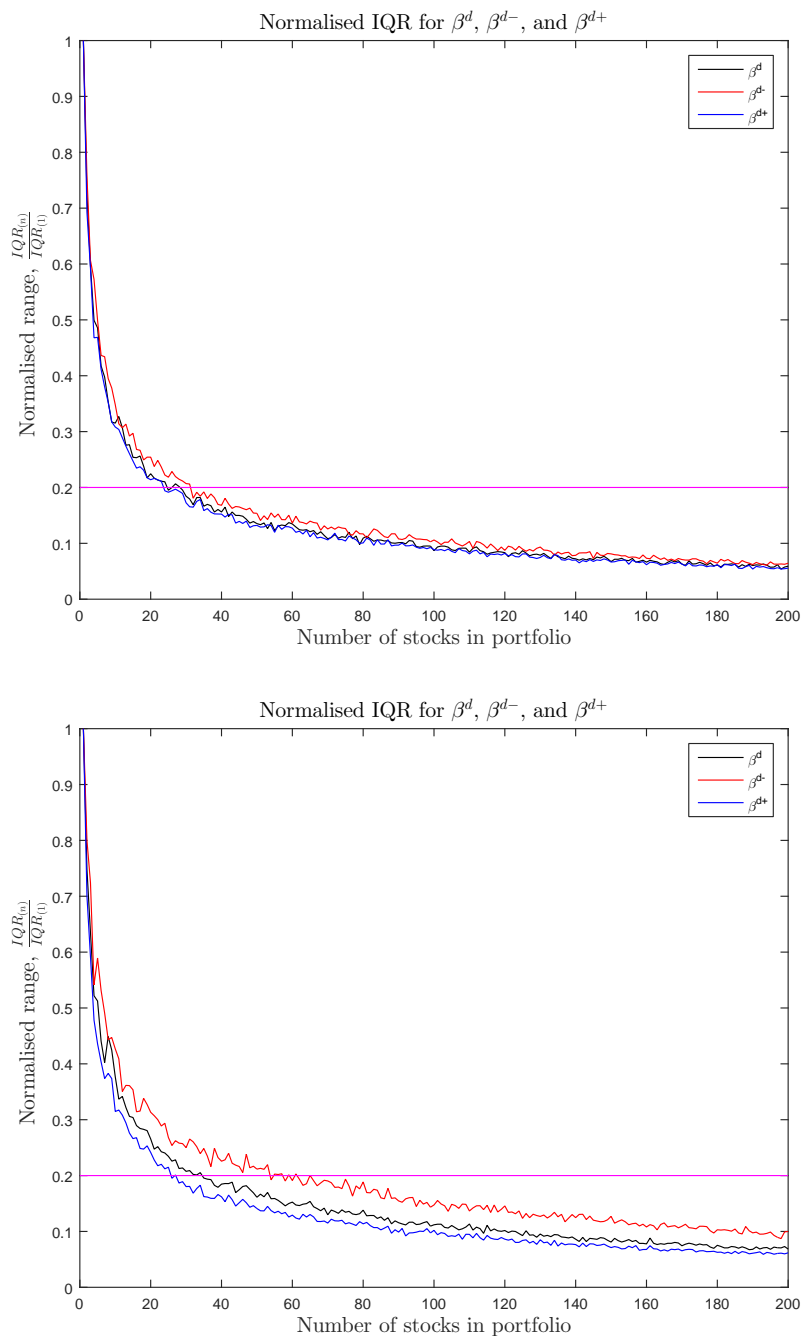 Normalised IQR for β^d, β^{d−}, and β^{d+}
β^d
β^{d-}
β^{d+}
Normalised range, IQR_(n)/IQR_(1)
1
0.9
0.8
0.7
0.6
0.5
0.4
0.3
0.2
0.1
0
0 20 40 60 80 100 120 140 160 180 200
Number of stocks in portfolio
Normalised IQR for β^d, β^{d−}, and β^{d+}
β^d
β^{d-}
β^{d+}
Normalised range, IQR_(n)/IQR_(1)
1
0.9
0.8
0.7
0.6
0.5
0.4
0.3
0.2
0.1
0
0 20 40 60 80 100 120 140 160 180 200
Number of stocks in portfolio